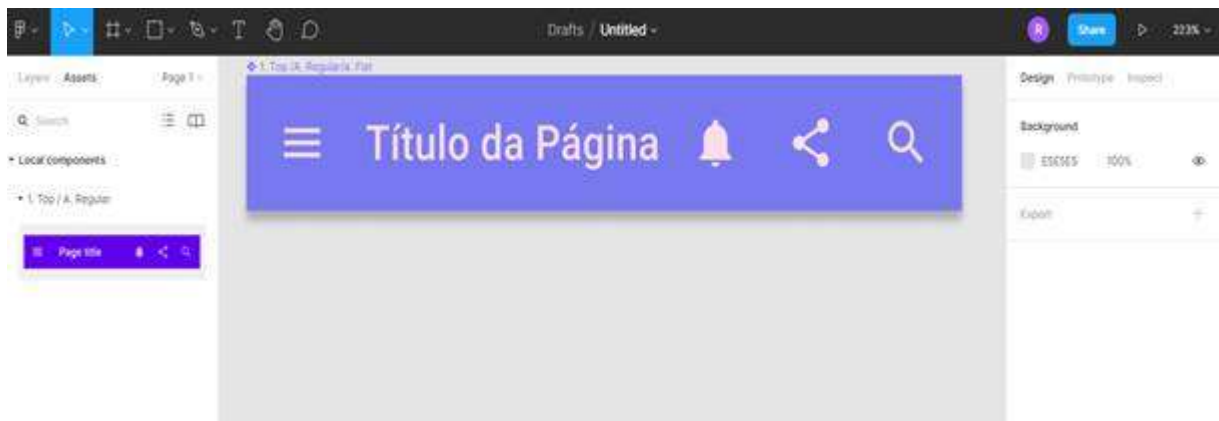 Drafts / Untitled
R
Share
223%
Layers Assets Page 1
Search
Local components
1. Top / A. Regular
Page title
1. Top /A. Regular/a. Flat
Título da Página
Design Prototype Inspect
Background
E5E5E5 100%
Export